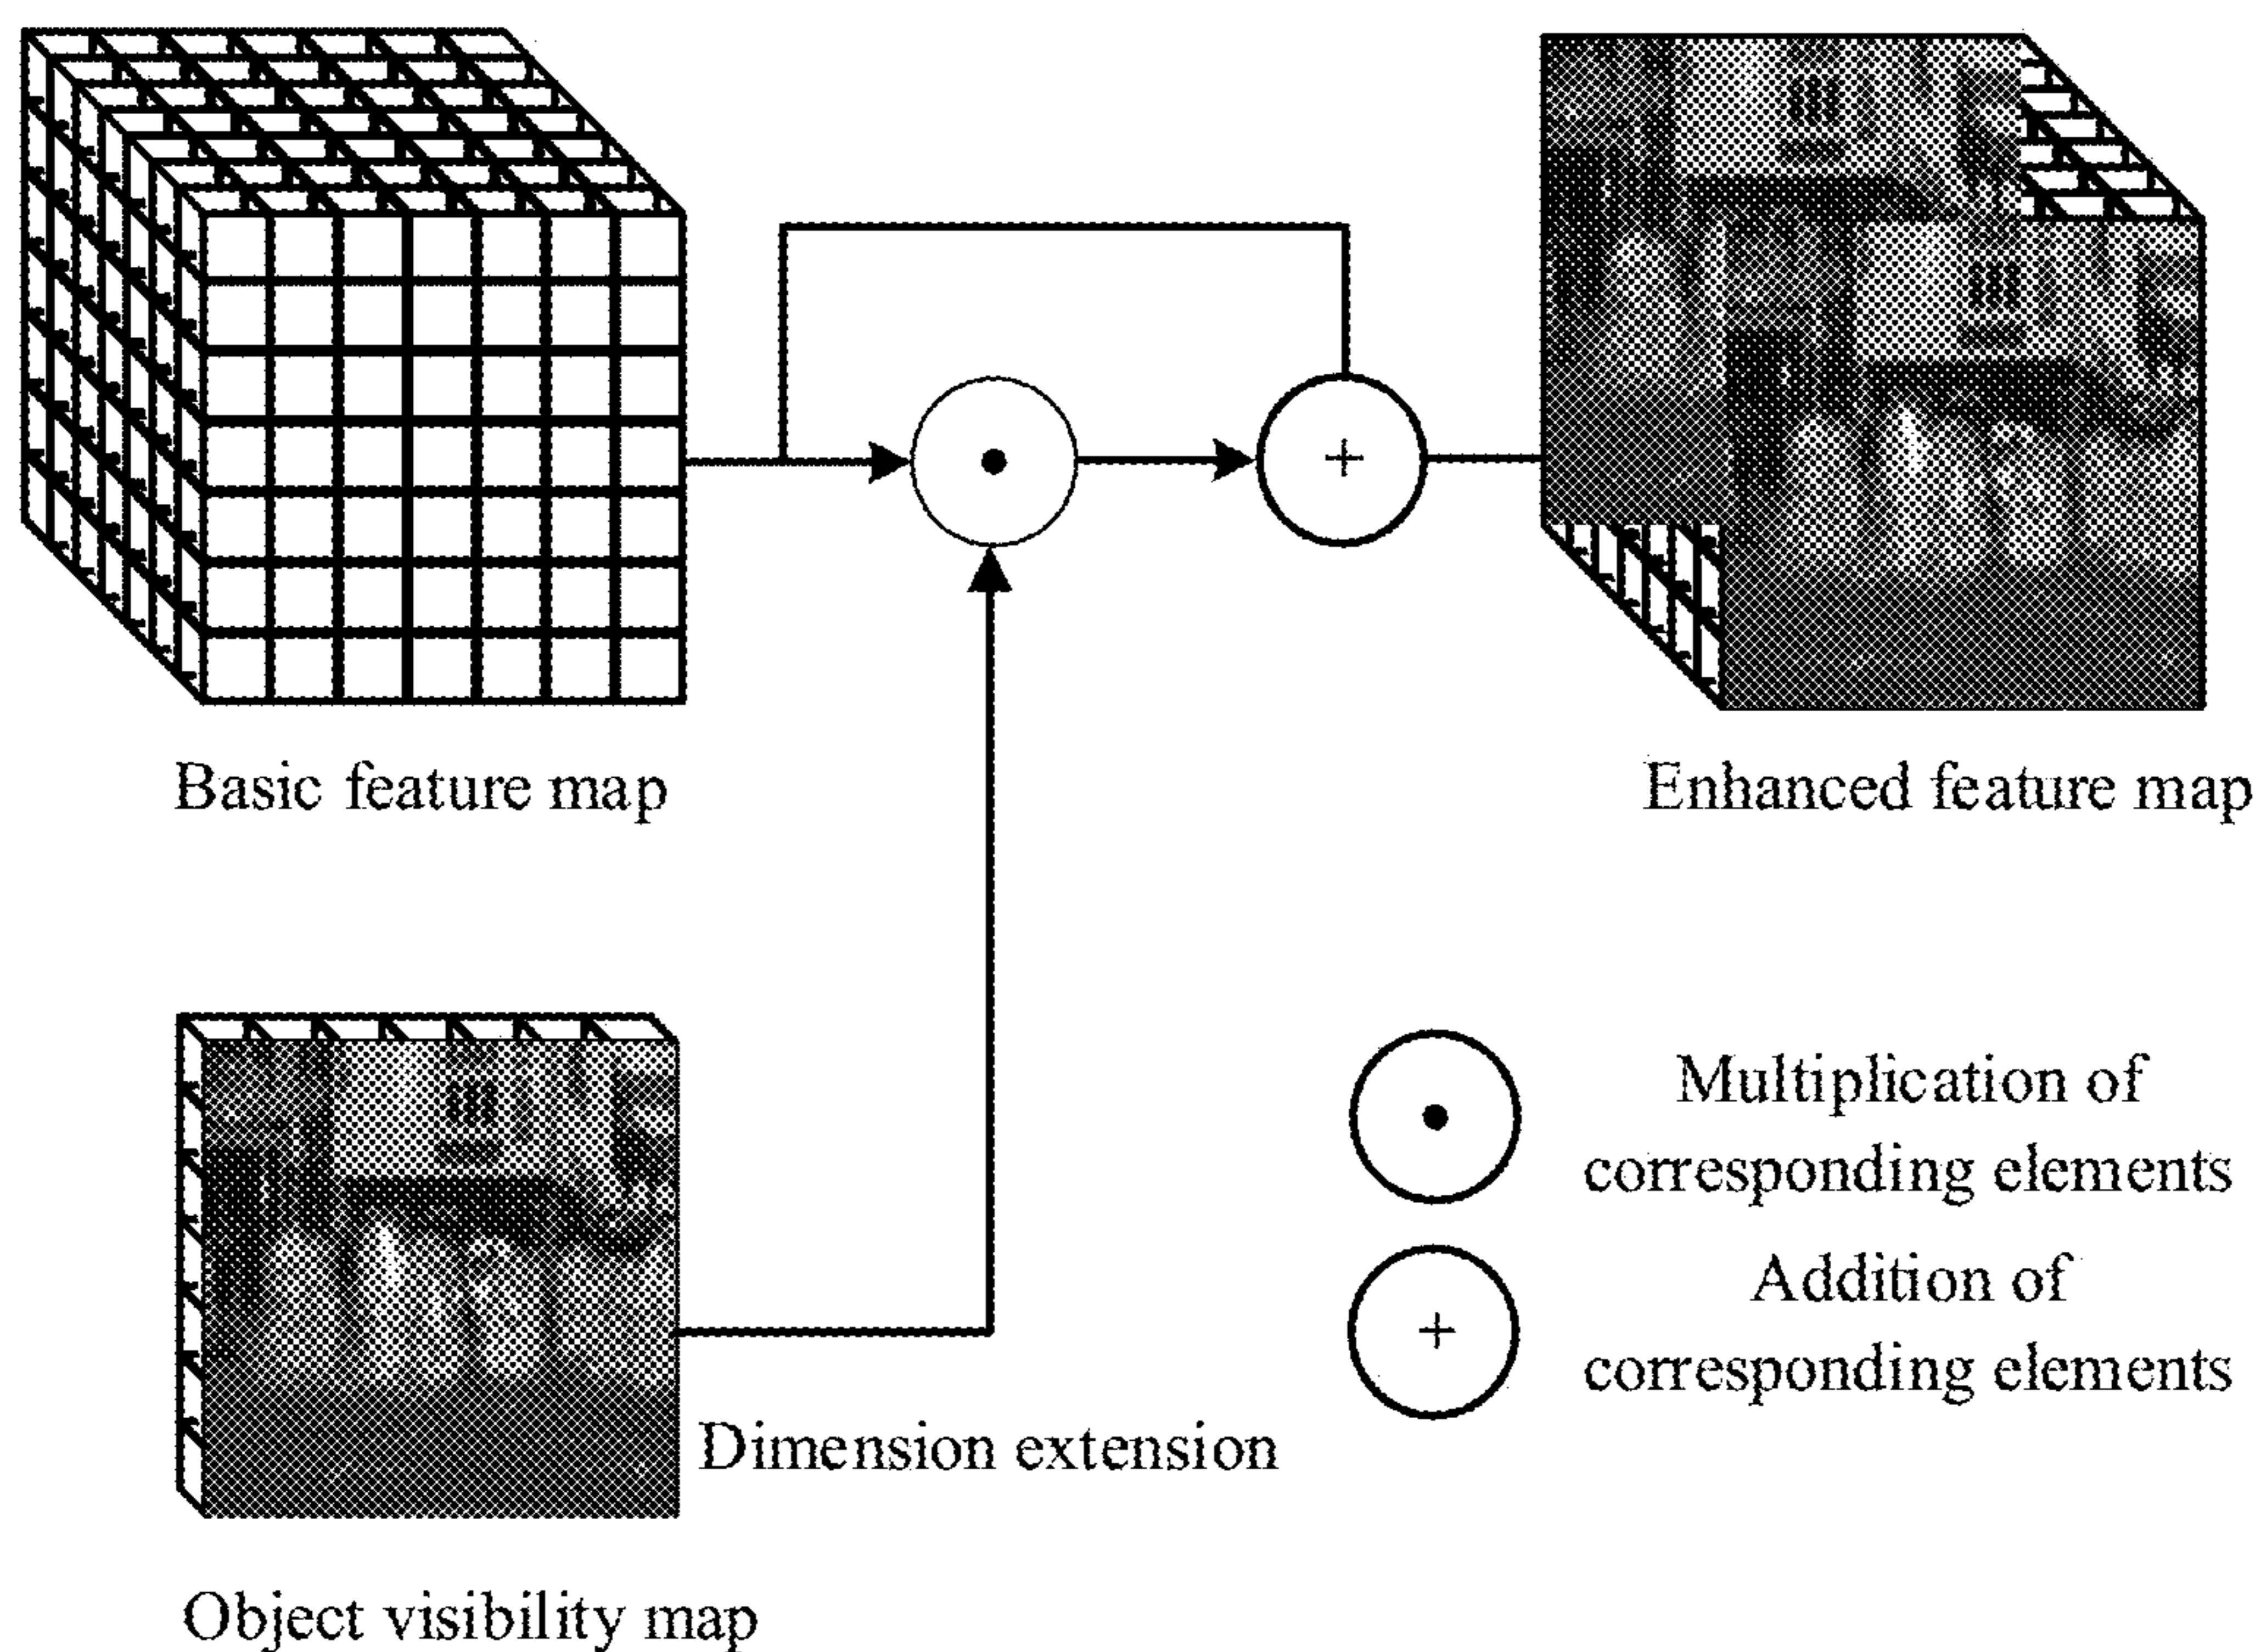 Basic feature map
Enhanced feature map
Multiplication of
corresponding elements
Addition of
corresponding elements
Dimension extension
Object visibility map